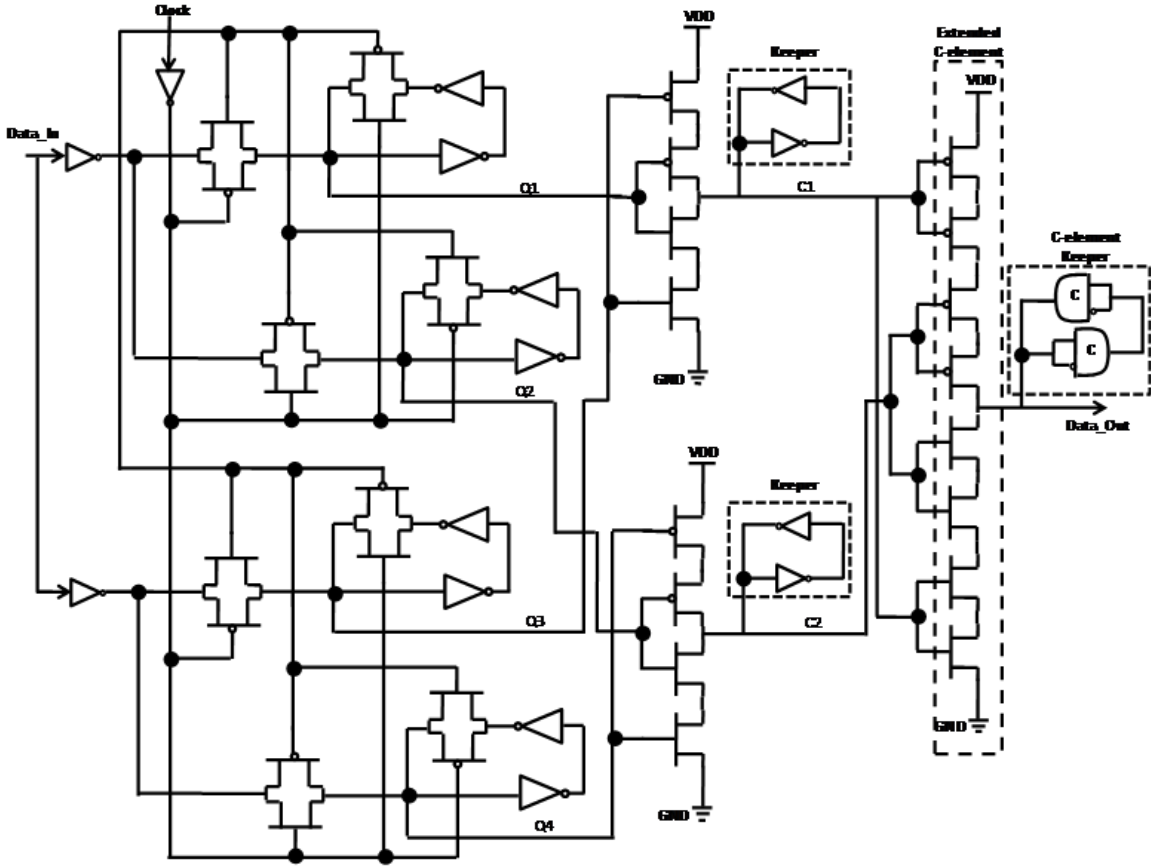 Clock
VDD
Extended
C-element
Keeper
VDD
Data_In
Q1
C1
C-element
Keeper
C
C
GND
Q2
Data_Out
VDD
Keeper
Q3
C2
GND
Q4
GND